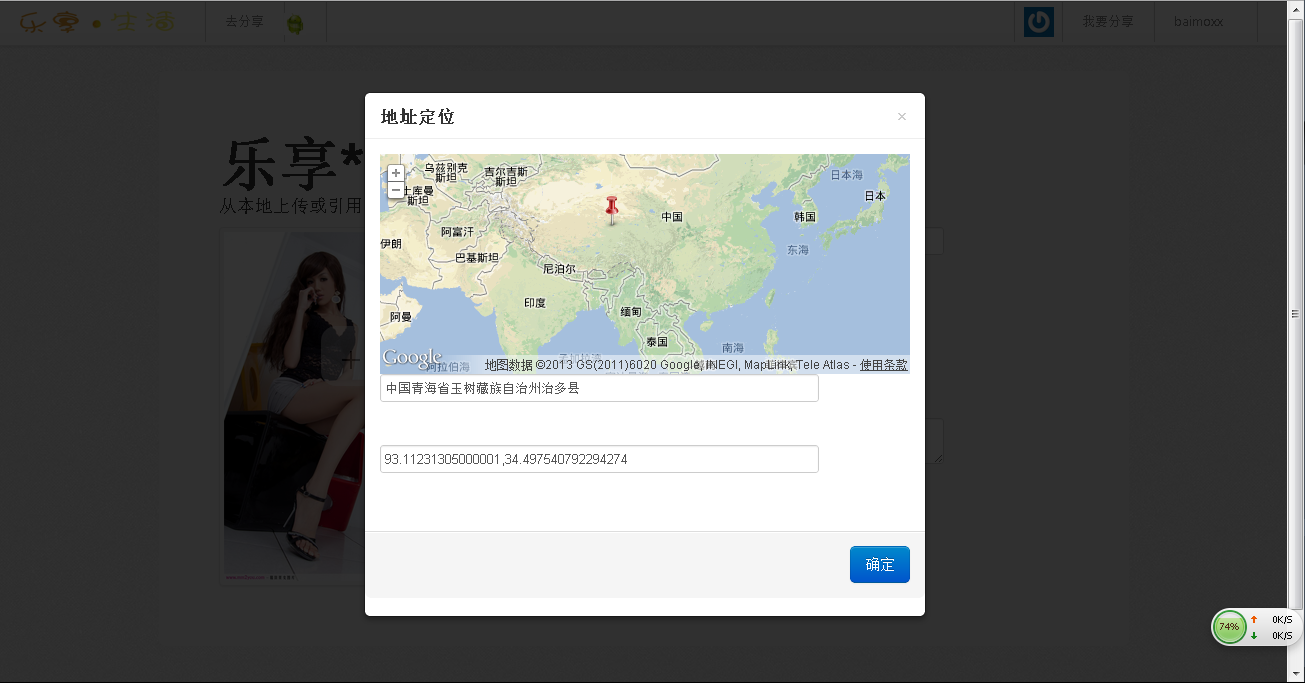 乐享•生活
去分享
我要分享
baimoxx
乐享*
从本地上传或引用
地址定位
×
+
−
乌兹别克
斯坦
吉尔吉斯
斯坦
土库曼
斯坦
日本海
日本
中国
韩国
阿富汗
伊朗
东海
巴基斯坦
尼泊尔
印度
缅甸
阿曼
泰国
南海
阿拉伯海
Google
地图数据 ©2013 GS(2011)6020 Google, INEGI, MapLink, Tele Atlas - 使用条款
中国青海省玉树藏族自治州治多县
93.11231305000001,34.497540792294274
确定
74%
0K/S
0K/S